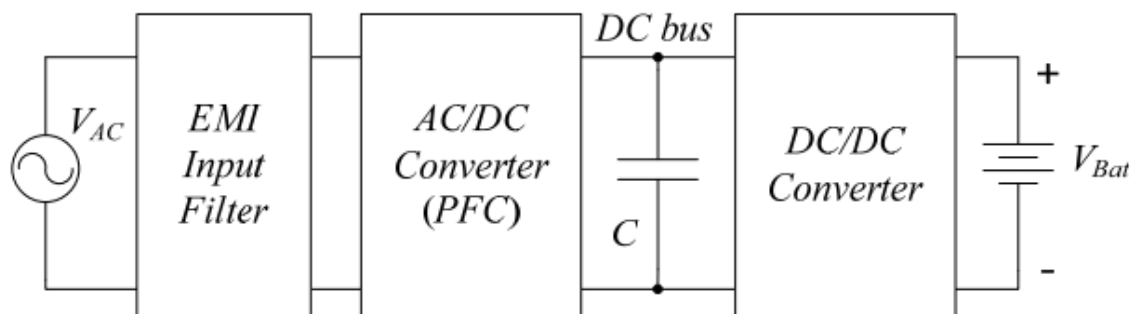 DC bus
V_AC
EMI
Input
Filter
AC/DC
Converter
(PFC)
C
DC/DC
Converter
+
V_Bat
-